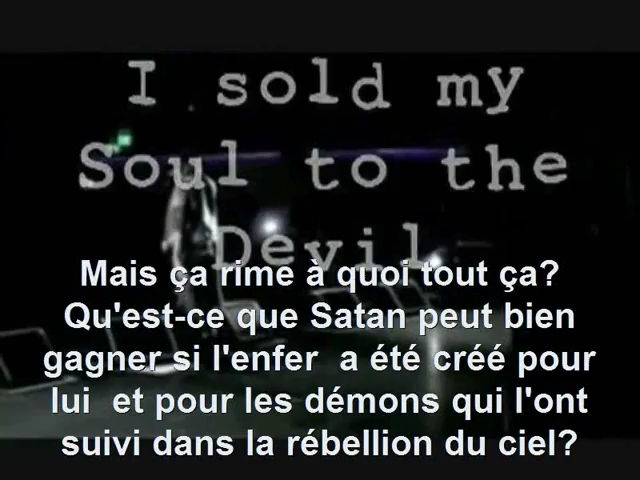 I sold my
Soul to the
Devil
Mais ça rime à quoi tout ça?
Qu'est-ce que Satan peut bien
gagner si l'enfer a été créé pour
lui et pour les démons qui l'ont
suivi dans la rébellion du ciel?